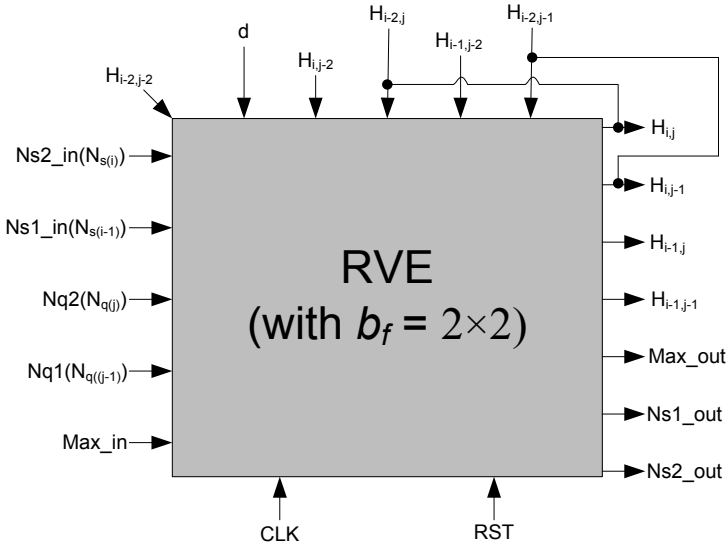 H_{i-2,j}
H_{i-2,j-1}
d
H_{i-1,j-2}
H_{i,j-2}
H_{i-2,j-2}
H_{i,j}
Ns2_in(N_{s(i)})
H_{i,j-1}
Ns1_in(N_{s(i-1)})
H_{i-1,j}
RVE
(with b_f = 2×2)
Nq2(N_{q(j)})
H_{i-1,j-1}
Max_out
Nq1(N_{q((j-1)})
Ns1_out
Max_in
Ns2_out
CLK
RST